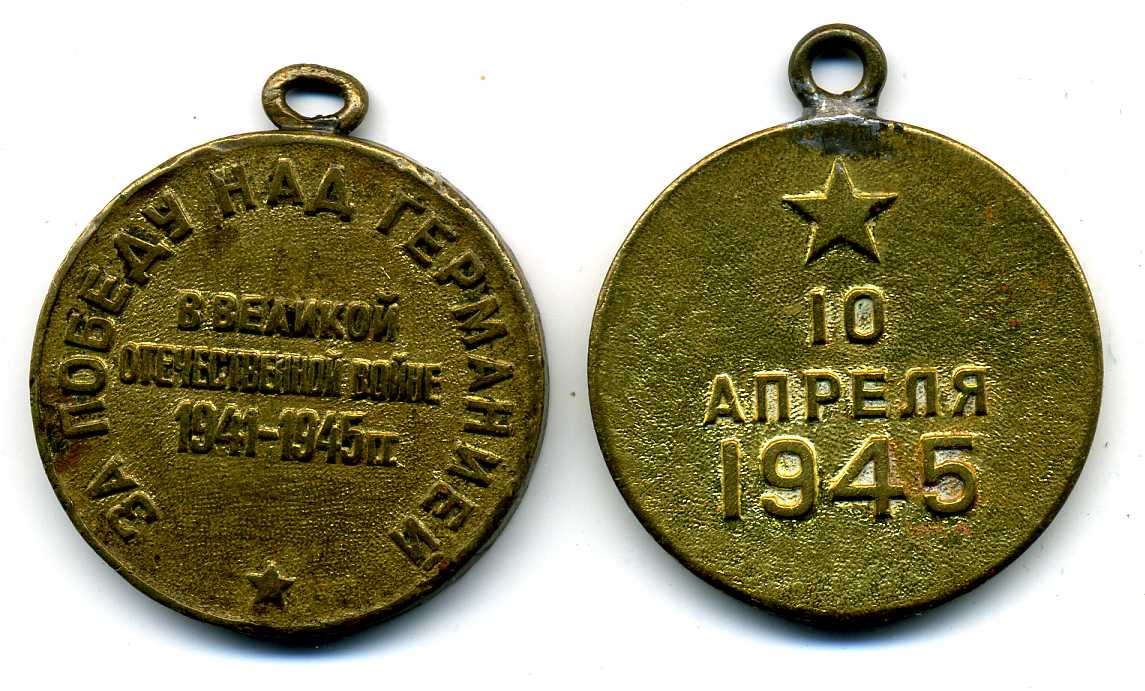 ЗА ПОБЕДУ НАД ГЕРМАНИЕЙ
В ВЕЛИКОЙ
ОТЕЧЕСТВЕННОЙ ВОЙНЕ
1941-1945 ГГ.
10
АПРЕЛЯ
1945